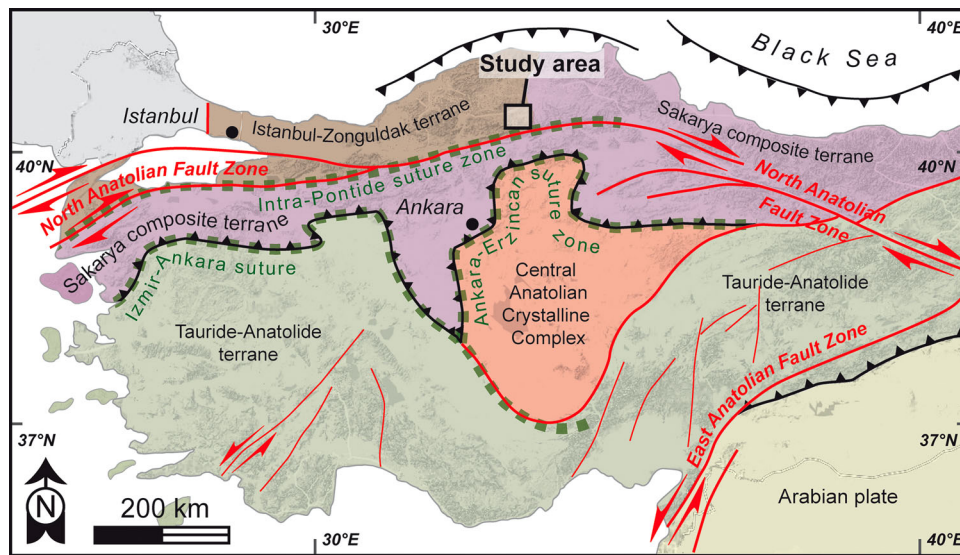 30°E
40°E
Black Sea
Study area
Istanbul
Istanbul-Zonguldak terrane
Sakarya composite terrane
40°N
40°N
North Anatolian Fault Zone
Intra-Pontide suture zone
North Anatolian
Fault Zone
Ankara
Sakarya composite terrane
Izmir-Ankara suture
Ankara-Erzincan suture
zone
Central
Anatolian
Crystalline
Complex
Tauride-Anatolide
terrane
Tauride-Anatolide
terrane
East Anatolian Fault Zone
37°N
37°N
N
200 km
Arabian plate
30°E
40°E